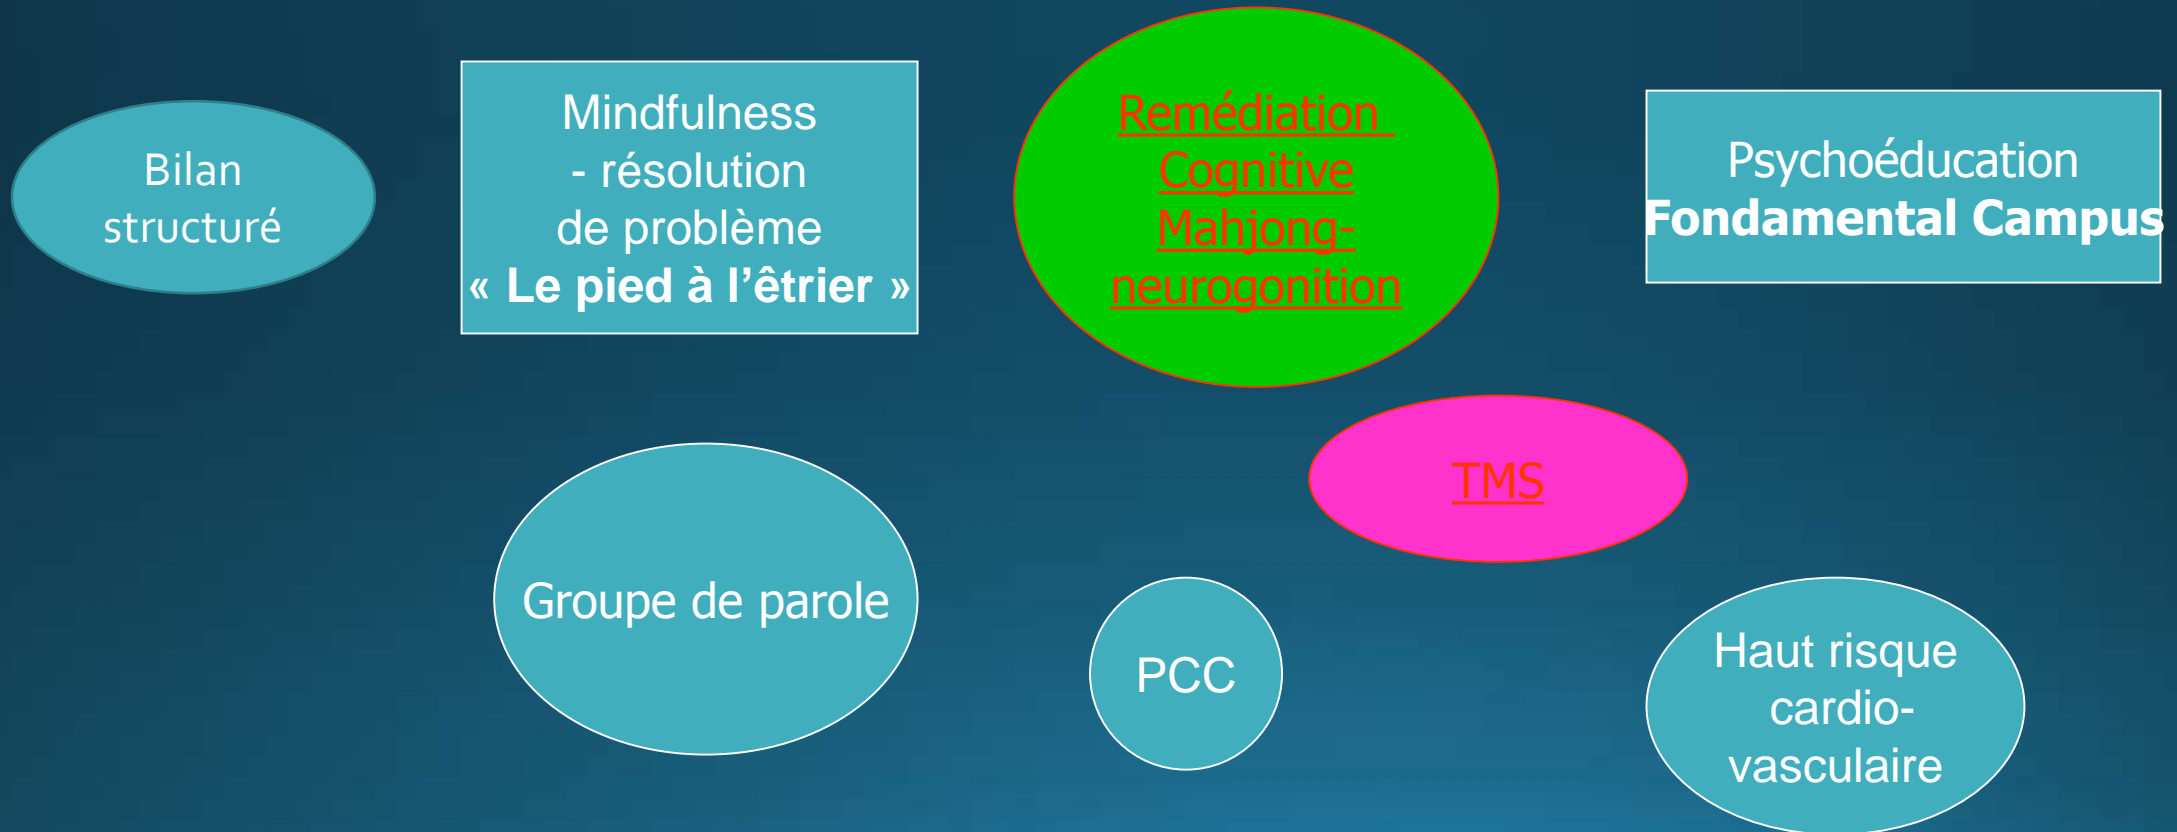 Bilan
structuré
Mindfulness
- résolution
de problème
« Le pied à l'êtrier »
Remédiation
Cognitive
Mahjong-
neurogonition
Psychoéducation
Fondamental Campus
TMS
Groupe de parole
PCC
Haut risque
cardio-
vasculaire